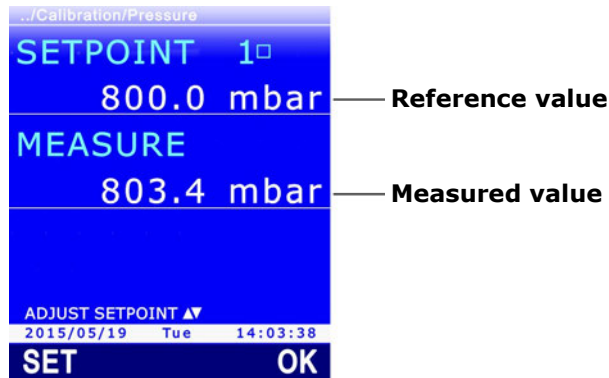 ../Calibration/Pressure
SETPOINT 1□
800.0 mbar
Reference value
MEASURE
803.4 mbar
Measured value
ADJUST SETPOINT ▲▼
2015/05/19 Tue 14:03:38
SET OK